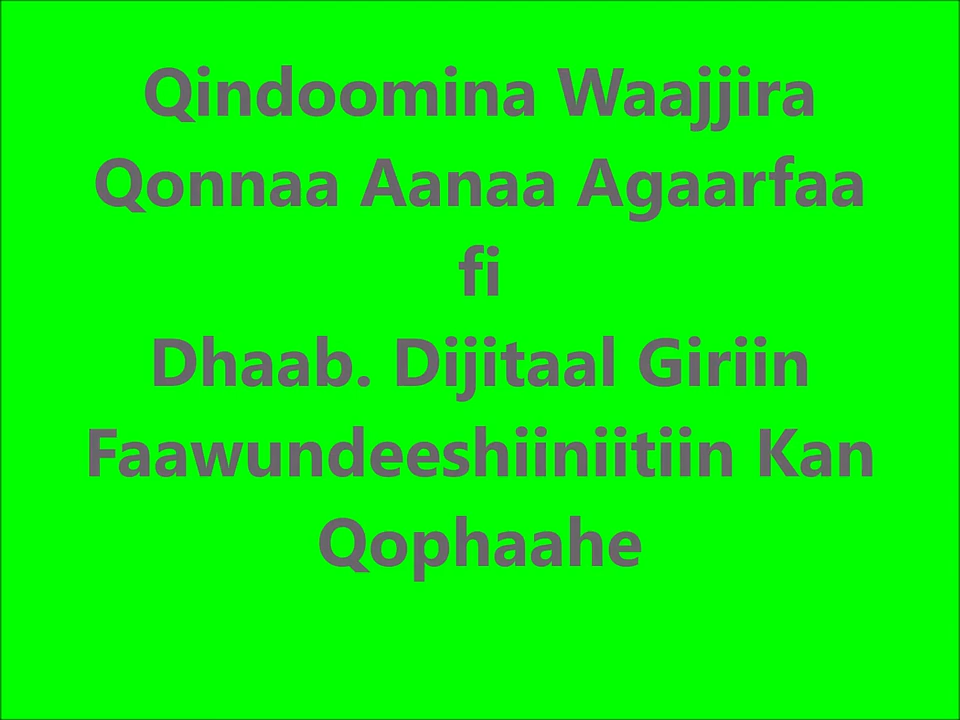 Qindoomina Waajjira
Qonnaa Aanaa Agaarfaa
fi
Dhaab. Dijitaal Giriin
Faawundeeshiiniitiin Kan
Qophaahe